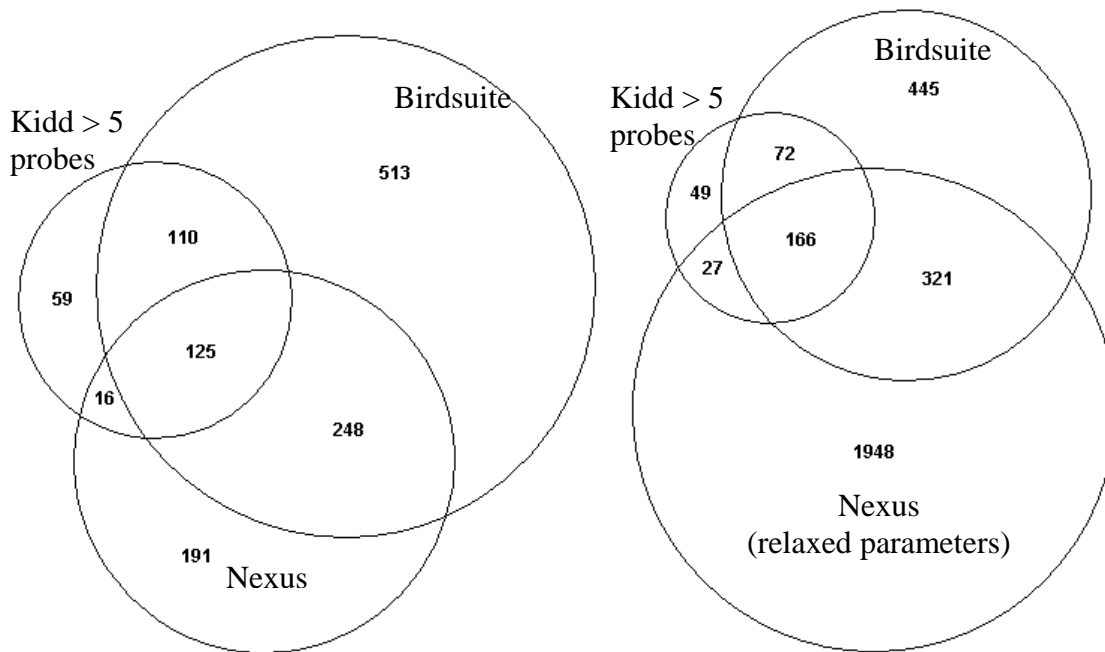 Birdsuite
Kidd > 5
probes
513
110
59
125
16
248
191
Nexus
Birdsuite
445
Kidd > 5
probes
72
49
166
27
321
1948
Nexus
(relaxed parameters)